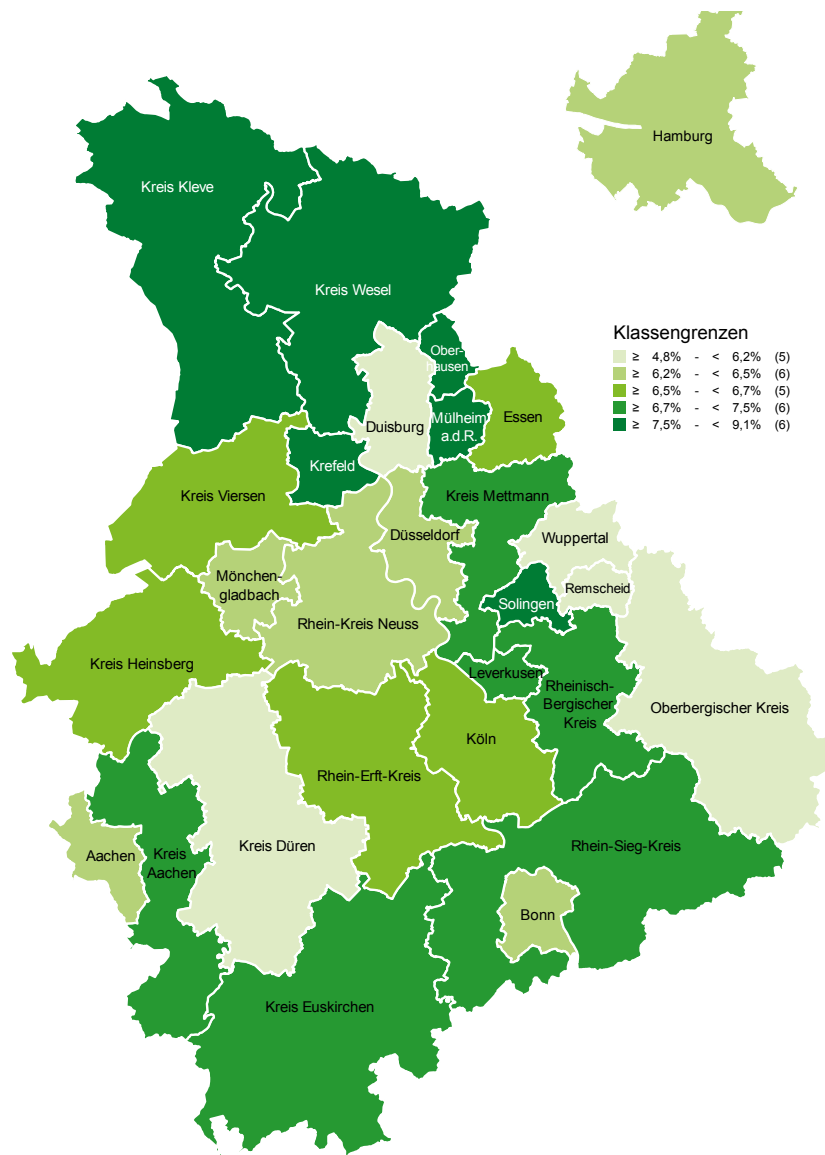 Hamburg
Kreis Kleve
Kreis Wesel
Klassengrenzen
≥ 4,8% - < 6,2% (5)
≥ 6,2% - < 6,5% (6)
≥ 6,5% - < 6,7% (5)
≥ 6,7% - < 7,5% (6)
≥ 7,5% - < 9,1% (6)
Ober-
hausen
Essen
Mülheim
a.d.R.
Duisburg
Krefeld
Kreis Mettmann
Kreis Viersen
Düsseldorf
Wuppertal
Mönchen-
gladbach
Remscheid
Solingen
Rhein-Kreis Neuss
Kreis Heinsberg
Leverkusen
Rheinisch-
Bergischer
Kreis
Oberbergischer Kreis
Köln
Rhein-Erft-Kreis
Kreis Düren
Rhein-Sieg-Kreis
Aachen
Kreis
Aachen
Bonn
Kreis Euskirchen